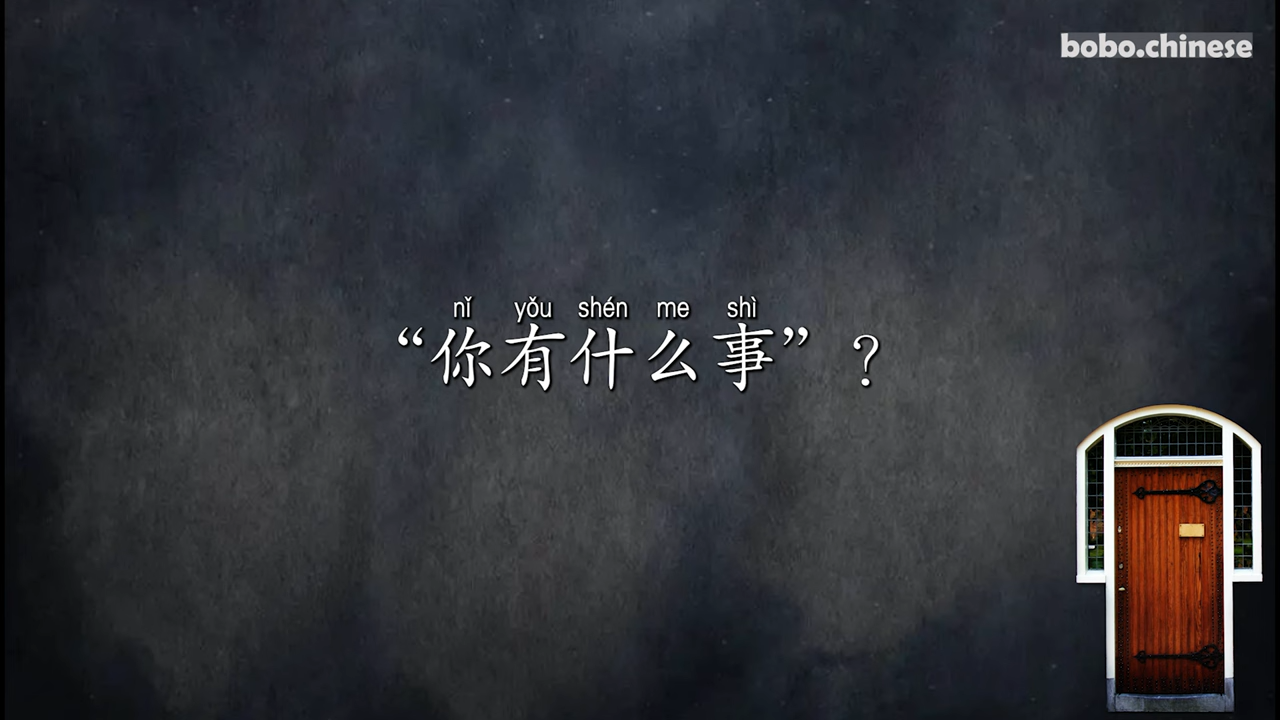 bobo.chinese
nǐ yǒu shén me shì
“你有什么事”？